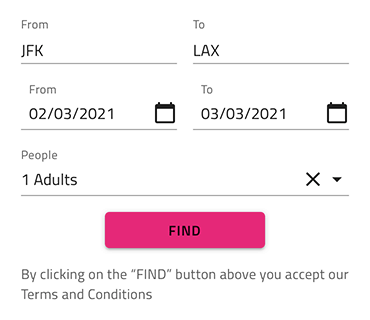 From To
JFK LAX
From To
02/03/2021 03/03/2021
People
1 Adults
FIND
By clicking on the “FIND” button above you accept our
Terms and Conditions